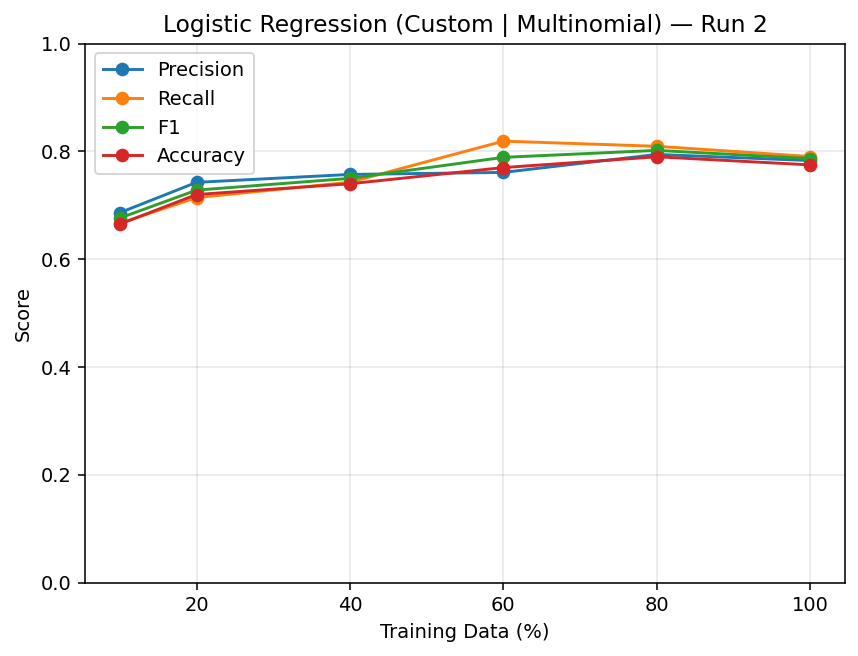 Logistic Regression (Custom | Multinomial) — Run 2
1.0
0.8
0.6
0.4
0.2
0.0
Score
Precision
Recall
F1
Accuracy
20 40 60 80 100
Training Data (%)